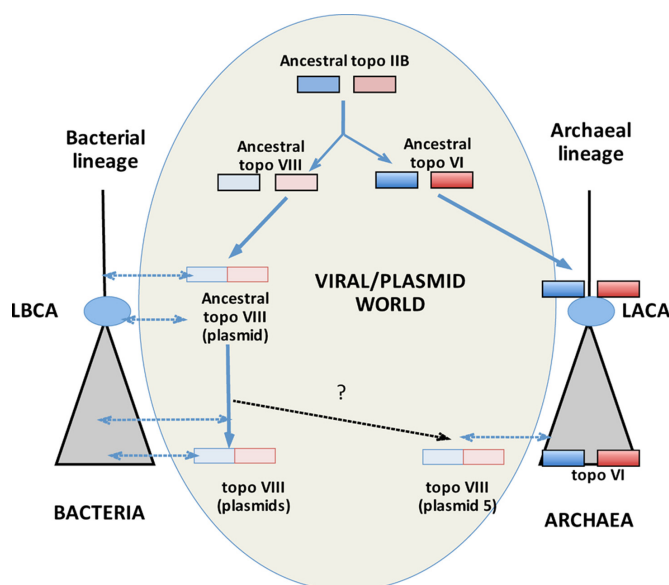 Ancestral topo IIB
Bacterial
lineage
Ancestral
topo VIII
Ancestral
topo VI
Archaeal
lineage
VIRAL/PLASMID
WORLD
LBCA
Ancestral
topo VIII
(plasmid)
LACA
?
topo VIII
(plasmids)
topo VIII
(plasmid 5)
topo VI
BACTERIA
ARCHAEA